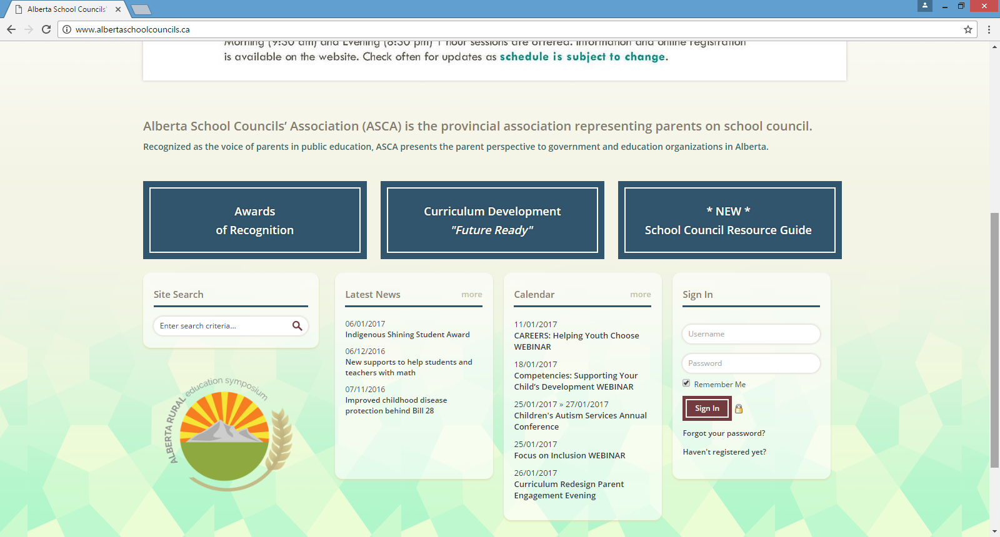 Alberta School Councils'
www.albertaschoolcouncils.ca
Morning (9:30 am) and Evening (6:30 pm) 1 hour sessions are offered. Information and online registration
is available on the website. Check often for updates as schedule is subject to change.
Alberta School Councils’ Association (ASCA) is the provincial association representing parents on school council.
Recognized as the voice of parents in public education, ASCA presents the parent perspective to government and education organizations in Alberta.
Awards
of Recognition
Curriculum Development
"Future Ready"
* NEW *
School Council Resource Guide
Site Search
Enter search criteria...
ALBERTA RURAL education symposium
Latest News more
06/01/2017
Indigenous Shining Student Award
06/12/2016
New supports to help students and
teachers with math
07/11/2016
Improved childhood disease
protection behind Bill 28
Calendar more
11/01/2017
CAREERS: Helping Youth Choose
WEBINAR
18/01/2017
Competencies: Supporting Your
Child’s Development WEBINAR
25/01/2017 » 27/01/2017
Children's Autism Services Annual
Conference
25/01/2017
Focus on Inclusion WEBINAR
26/01/2017
Curriculum Redesign Parent
Engagement Evening
Sign In
Username
Password
Remember Me
Sign In
Forgot your password?
Haven't registered yet?